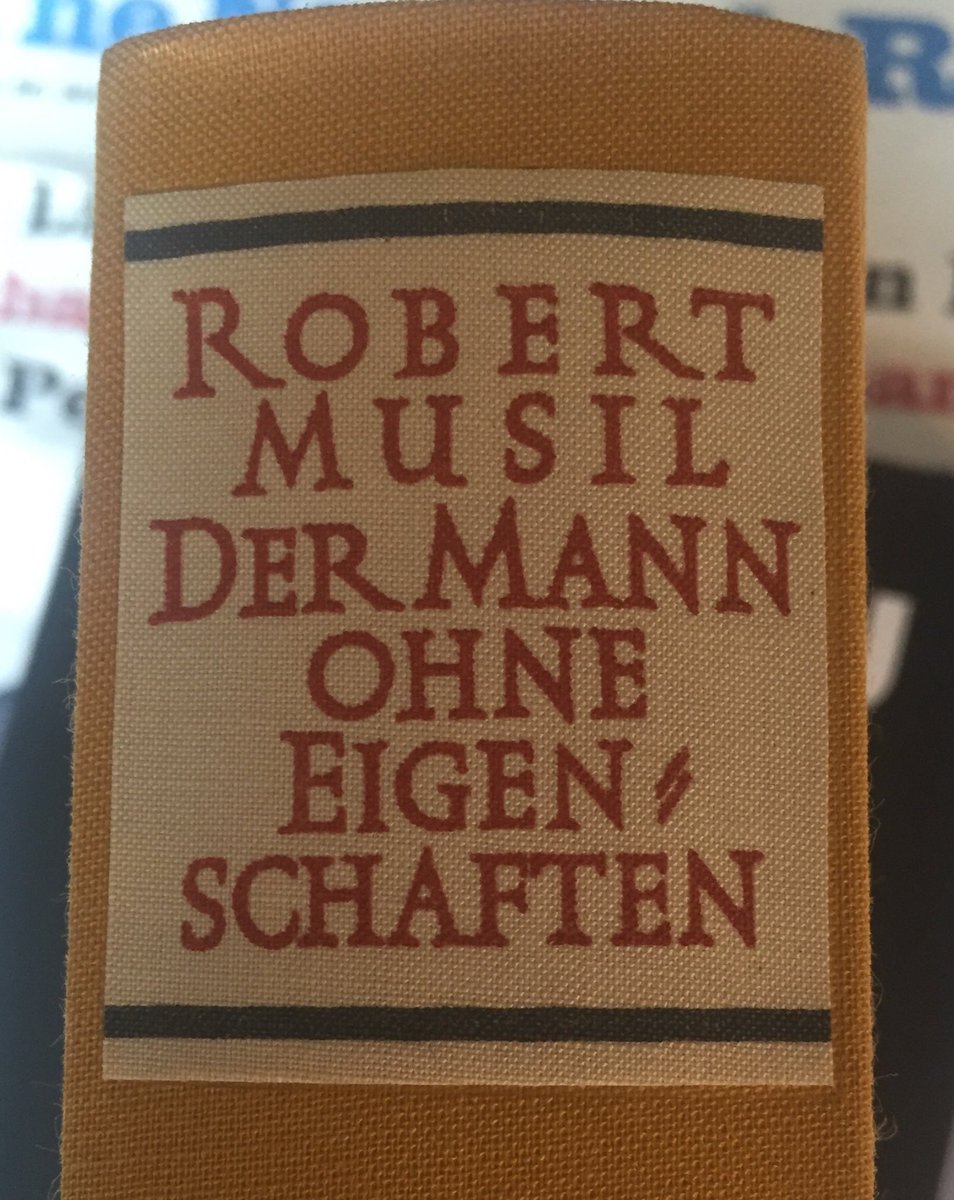 ROBERT
MUSIL
DER MANN
OHNE
EIGEN⸗
SCHAFTEN